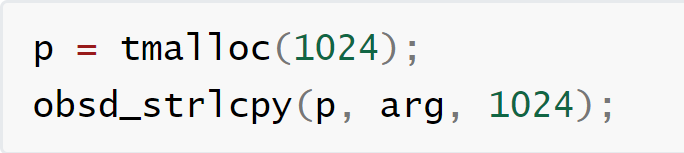 p = tmalloc(1024);
obsd_strlcpy(p, arg, 1024);